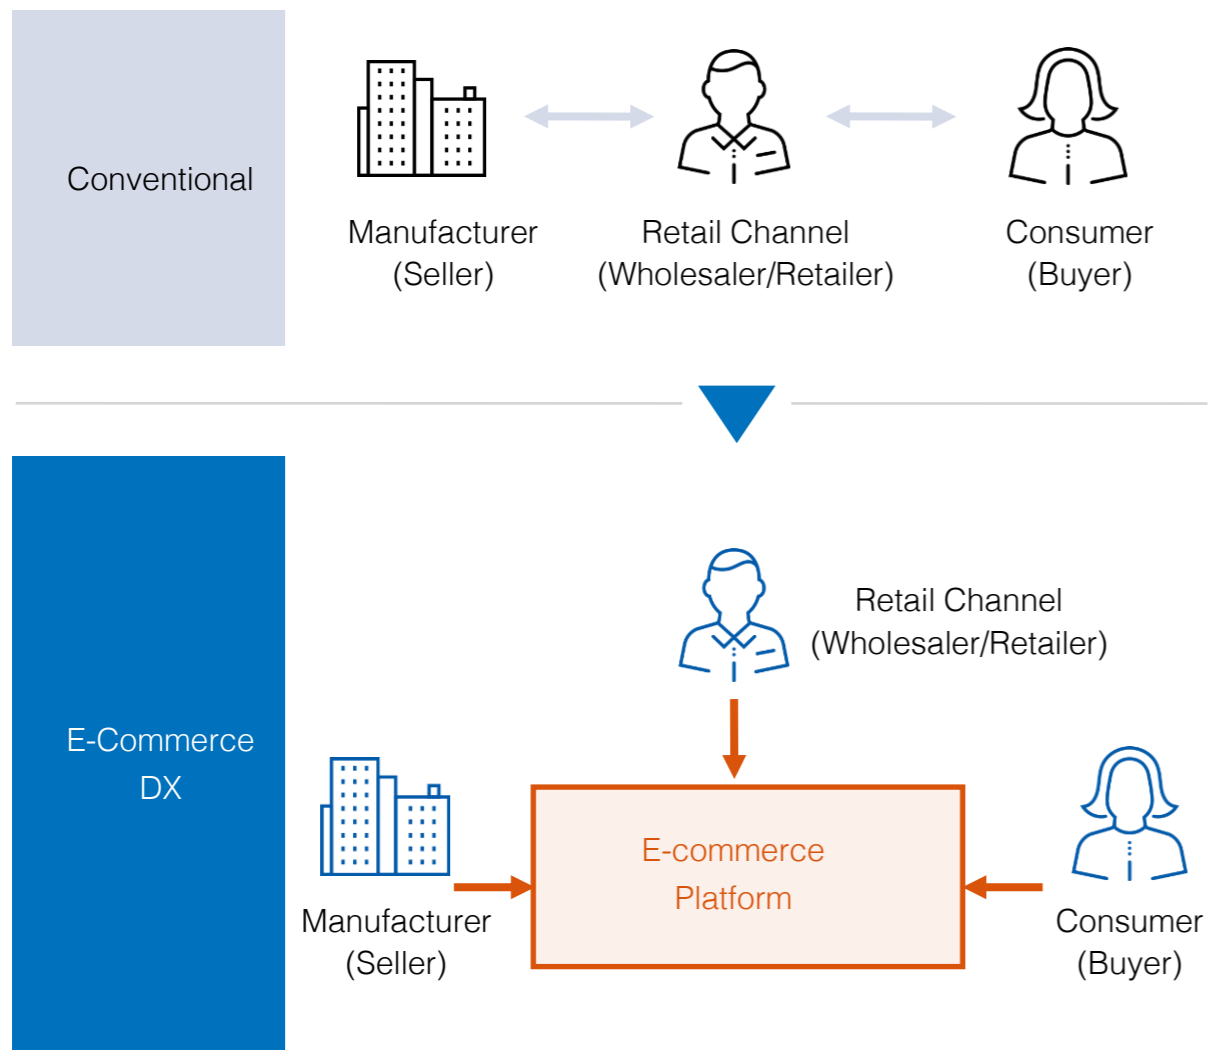 Conventional
Manufacturer
(Seller)
Retail Channel
(Wholesaler/Retailer)
Consumer
(Buyer)
E-Commerce
DX
Retail Channel
(Wholesaler/Retailer)
Manufacturer
(Seller)
E-commerce
Platform
Consumer
(Buyer)